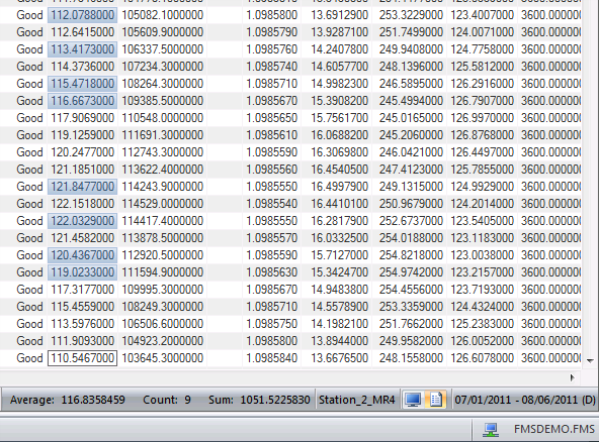 Good 112.0788000 105082.1000000 1.0985800 13.6912900 253.3229000 123.4007000 3600.000000
Good 112.6415000 105609.9000000 1.0985790 13.9287100 251.7499000 124.0071000 3600.000000
Good 113.4173000 106337.5000000 1.0985760 14.2407800 249.9408000 124.7758000 3600.000000
Good 114.3736000 107234.3000000 1.0985740 14.6057700 248.1396000 125.5812000 3600.000000
Good 115.4718000 108264.3000000 1.0985710 14.9982300 246.5895000 126.2916000 3600.000000
Good 116.6673000 109385.5000000 1.0985670 15.3908200 245.4994000 126.7907000 3600.000000
Good 117.9069000 110548.0000000 1.0985650 15.7561700 245.0165000 126.9970000 3600.000000
Good 119.1259000 111691.3000000 1.0985610 16.0688200 245.2060000 126.8768000 3600.000000
Good 120.2477000 112743.3000000 1.0985590 16.3069800 246.0421000 126.4497000 3600.000000
Good 121.1851000 113622.4000000 1.0985560 16.4540500 247.4123000 125.7855000 3600.000000
Good 121.8477000 114243.9000000 1.0985550 16.4997900 249.1315000 124.9929000 3600.000000
Good 122.1518000 114529.0000000 1.0985540 16.4410100 250.9679000 124.2014000 3600.000000
Good 122.0329000 114417.4000000 1.0985550 16.2817900 252.6737000 123.5405000 3600.000000
Good 121.4582000 113878.5000000 1.0985570 16.0332500 254.0188000 123.1183000 3600.000000
Good 120.4367000 112920.5000000 1.0985590 15.7127000 254.8218000 123.0038000 3600.000000
Good 119.0233000 111594.9000000 1.0985630 15.3424700 254.9742000 123.2157000 3600.000000
Good 117.3177000 109995.3000000 1.0985670 14.9483800 254.4556000 123.7193000 3600.000000
Good 115.4559000 108249.3000000 1.0985710 14.5578900 253.3359000 124.4324000 3600.000000
Good 113.5976000 106506.6000000 1.0985750 14.1982100 251.7662000 125.2383000 3600.000000
Good 111.9093000 104923.2000000 1.0985800 13.8944000 249.9582000 126.0052000 3600.000000
Good 110.5467000 103645.3000000 1.0985840 13.6676500 248.1558000 126.6078000 3600.000000
Average: 116.8358459 Count: 9 Sum: 1051.5225830 Station_2_MR4 07/01/2011 - 08/06/2011 (D)
FMSDEMO.FMS